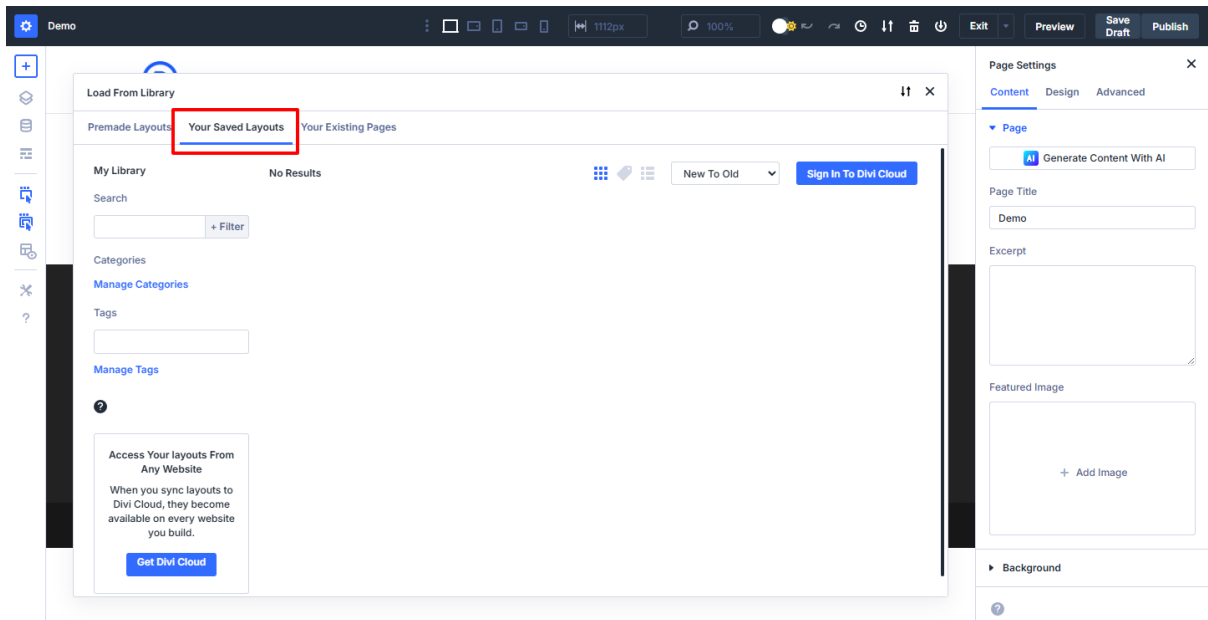 Demo
1112px
100%
Exit
Preview
Save
Draft
Publish
Load From Library
Premade Layouts
Your Saved Layouts
Your Existing Pages
My Library
No Results
New To Old
Sign In To Divi Cloud
Search
+ Filter
Categories
Manage Categories
Tags
Manage Tags
?
Access Your layouts From
Any Website
When you sync layouts to
Divi Cloud, they become
available on every website
you build.
Get Divi Cloud
?
Page Settings
Content
Design
Advanced
Page
AI Generate Content With AI
Page Title
Demo
Excerpt
Featured Image
+ Add Image
Background
?